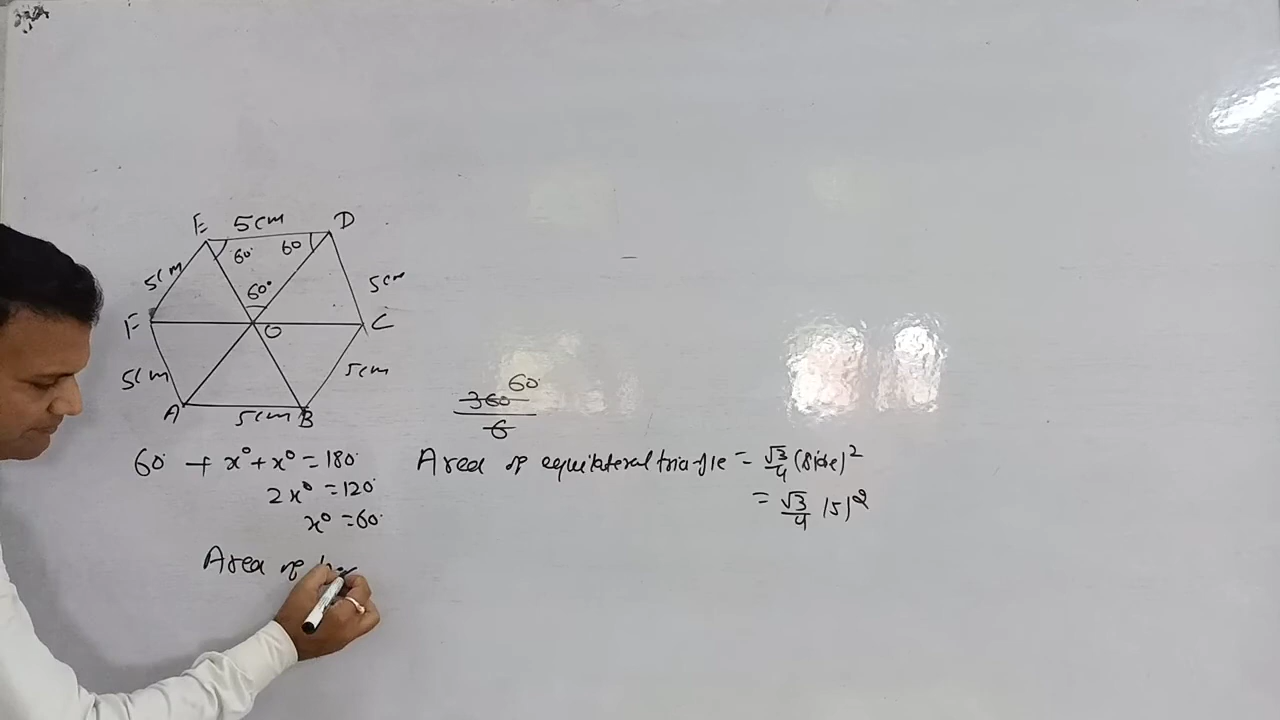 E 5cm D
60° 60
5cm
60°
5cm
F O C
5cm 5cm
A 5cm B
360 60°
6
60° + x° + x° = 180°
2x° = 120°
x° = 60°
Area of equilateral triangle = √3/4 (Side)²
= √3/4 (5)²
Area of